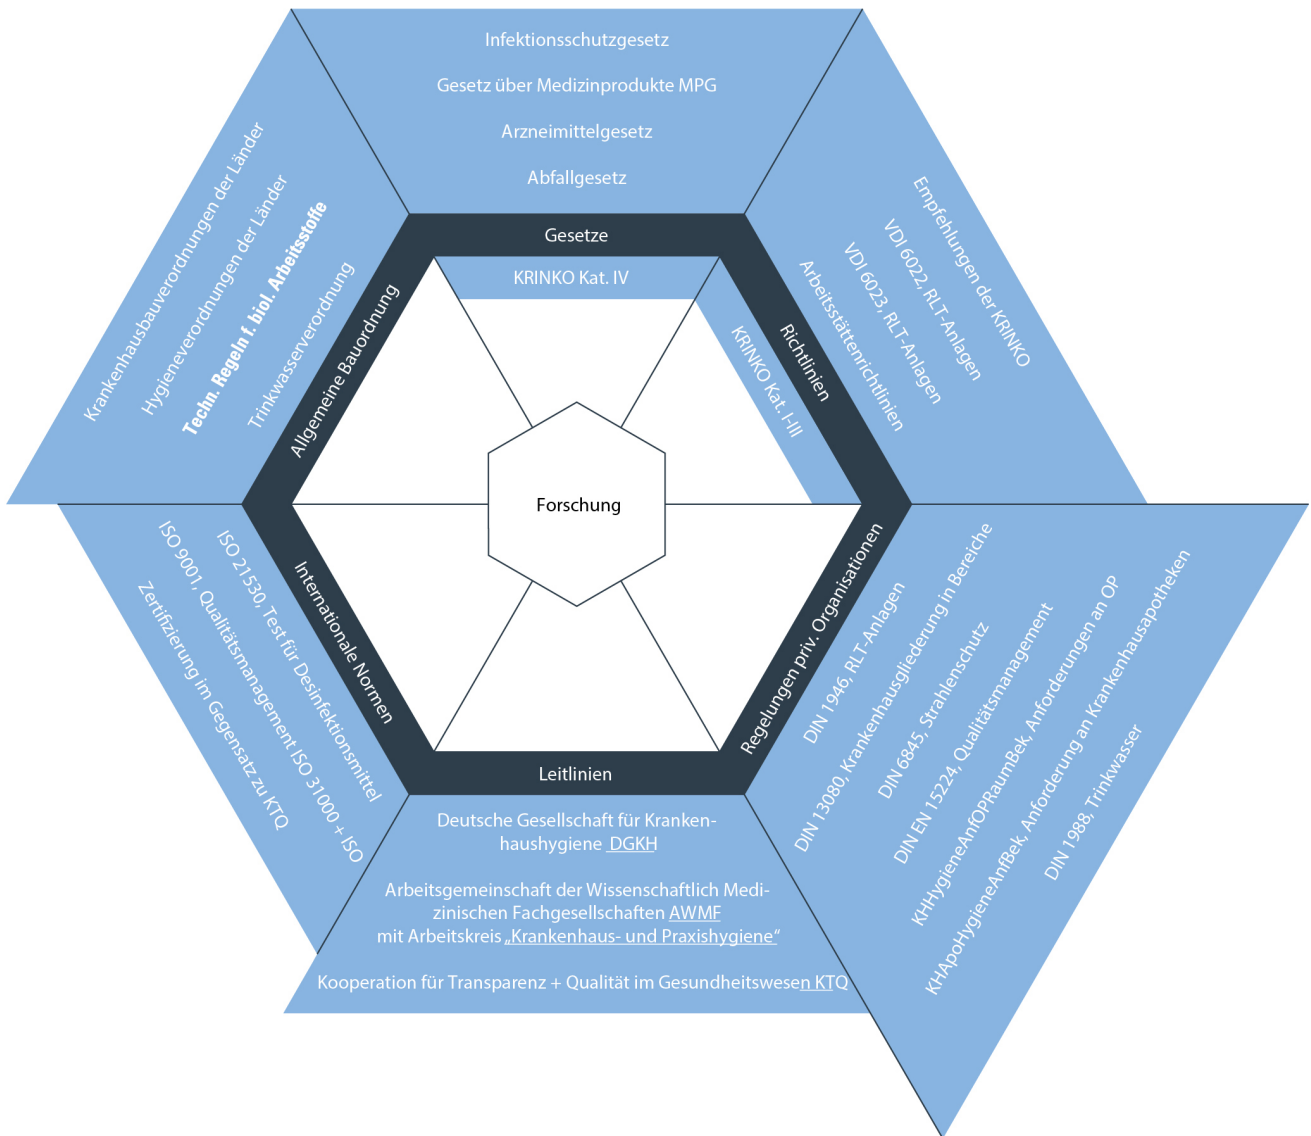 Infektionsschutzgesetz
Gesetz über Medizinprodukte MPG
Arzneimittelgesetz
Abfallgesetz
Gesetze
KRINKO Kat. IV
Empfehlungen der KRINKO
VDI 6022, RLT-Anlagen
VDI 6023, RLT-Anlagen
Arbeitsstättenrichtlinien
Richtlinien
KRINKO Kat. I-III
Krankenhausbauverordnungen der Länder
Hygieneverordnungen der Länder
Techn. Regeln f. biol. Arbeitsstoffe
Trinkwasserverordnung
Allgemeine Bauordnung
Forschung
Internationale Normen
ISO 21530, Test für Desinfektionsmittel
ISO 9001, Qualitätsmanagement ISO 31000 + ISO
Zertifizierung im Gegensatz zu KTQ
Regelungen priv. Organisationen
DIN 1946, RLT-Anlagen
DIN 13080, Krankenhausgliederung in Bereiche
DIN 6845, Strahlenschutz
DIN EN 15224, Qualitätsmanagement
KHHygieneAnfOPRaumBek, Anforderungen an OP
KHApoHygieneAnfBek, Anforderung an Krankenhausapotheken
DIN 1988, Trinkwasser
Leitlinien
Deutsche Gesellschaft für Kranken-
haushygiene DGKH
Arbeitsgemeinschaft der Wissenschaftlich Medi-
zinischen Fachgesellschaften AWMF
mit Arbeitskreis „Krankenhaus- und Praxishygiene“
Kooperation für Transparenz + Qualität im Gesundheitswesen KTQ